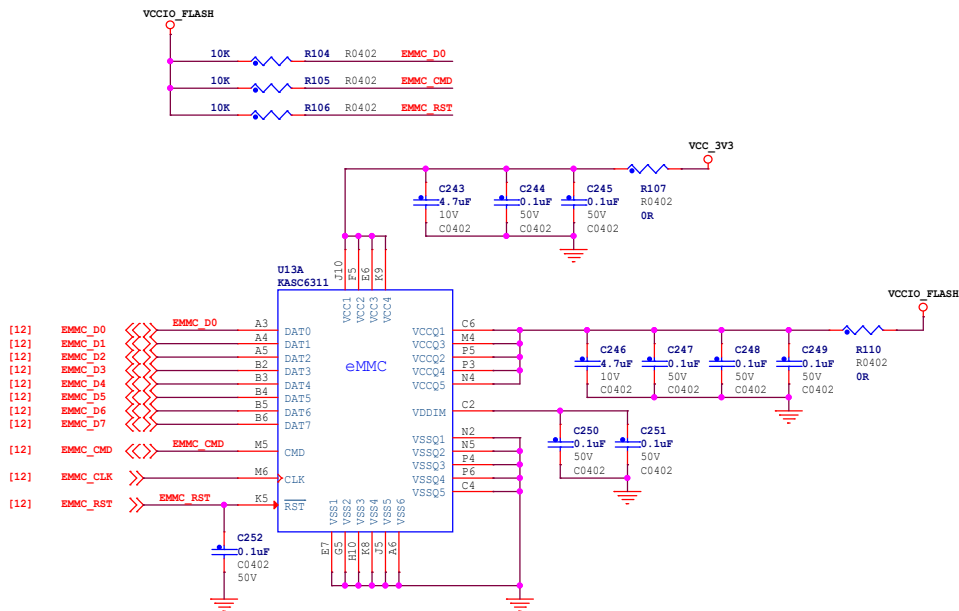 VCCIO_FLASH
10K R104 R0402 EMMC_D0
10K R105 R0402 EMMC_CMD
10K R106 R0402 EMMC_RST
VCC_3V3
C243
4.7uF
10V
C0402
C244
0.1uF
50V
C0402
C245
0.1uF
50V
C0402
R107
R0402
0R
U13A
KASC6311
J10
F5
E6
K9
VCC1
VCC2
VCC3
VCC4
eMMC
[12] EMMC_D0 EMMC_D0 A3 DAT0
[12] EMMC_D1 A4 DAT1
[12] EMMC_D2 A5 DAT2
[12] EMMC_D3 B2 DAT3
[12] EMMC_D4 B3 DAT4
[12] EMMC_D5 B4 DAT5
[12] EMMC_D6 B5 DAT6
[12] EMMC_D7 B6 DAT7
[12] EMMC_CMD EMMC_CMD M5 CMD
[12] EMMC_CLK M6 CLK
[12] EMMC_RST EMMC_RST K5 RST
VCCQ1 C6
VCCQ3 M4
VCCQ2 P5
VCCQ4 P3
VCCQ5 N4
VDDIM C2
VSSQ1 N2
VSSQ2 N5
VSSQ3 P4
VSSQ4 P6
VSSQ5 C4
VSS1
VSS2
VSS3
VSS4
VSS5
VSS6
E7
G5
H10
K8
J5
A6
VCCIO_FLASH
C246
4.7uF
10V
C0402
C247
0.1uF
50V
C0402
C248
0.1uF
50V
C0402
C249
0.1uF
50V
C0402
R110
R0402
0R
C250
0.1uF
50V
C0402
C251
0.1uF
50V
C0402
C252
0.1uF
C0402
50V